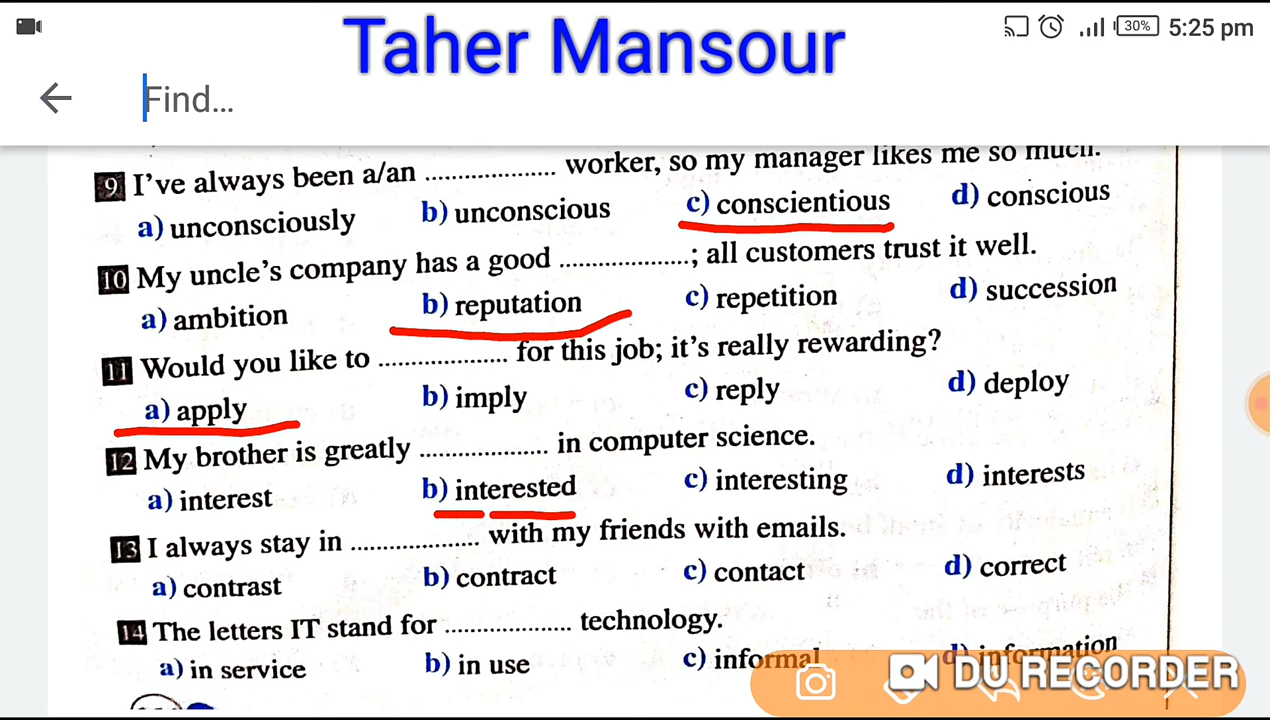 Taher Mansour
30% 5:25 pm
Find...
9 I've always been a/an .................. worker, so my manager likes me so much.
a) unconsciously b) unconscious c) conscientious d) conscious
10 My uncle's company has a good ..................; all customers trust it well.
a) ambition b) reputation c) repetition d) succession
11 Would you like to .................. for this job; it's really rewarding?
a) apply b) imply c) reply d) deploy
12 My brother is greatly .................. in computer science.
a) interest b) interested c) interesting d) interests
13 I always stay in .................. with my friends with emails.
a) contrast b) contract c) contact d) correct
14 The letters IT stand for .................. technology.
a) in service b) in use c) informal d) information
DU RECORDER